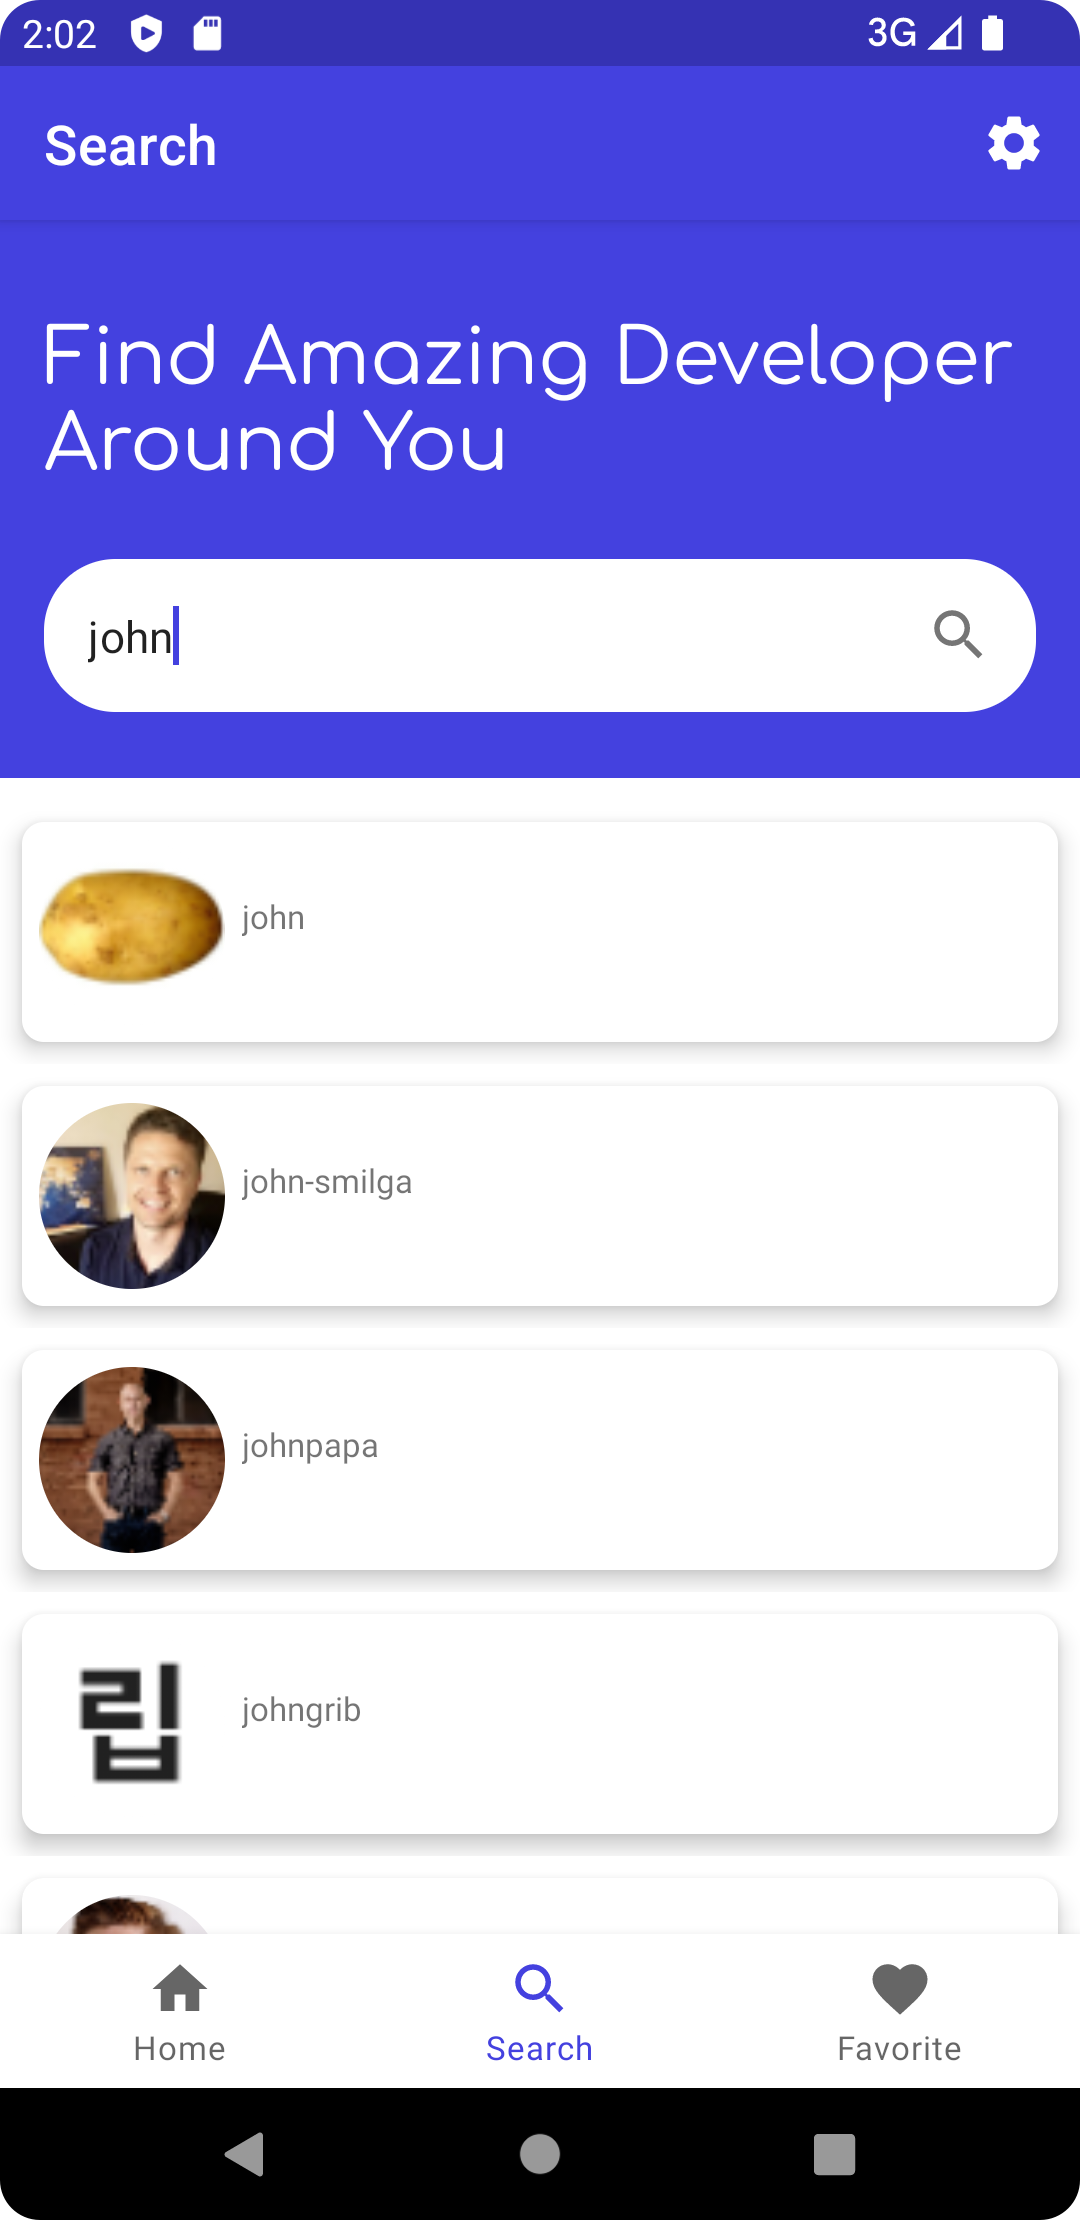 2:02
3G
Search
Find Amazing Developer
Around You
john
john
john-smilga
johnpapa
립
johngrib
Home
Search
Favorite